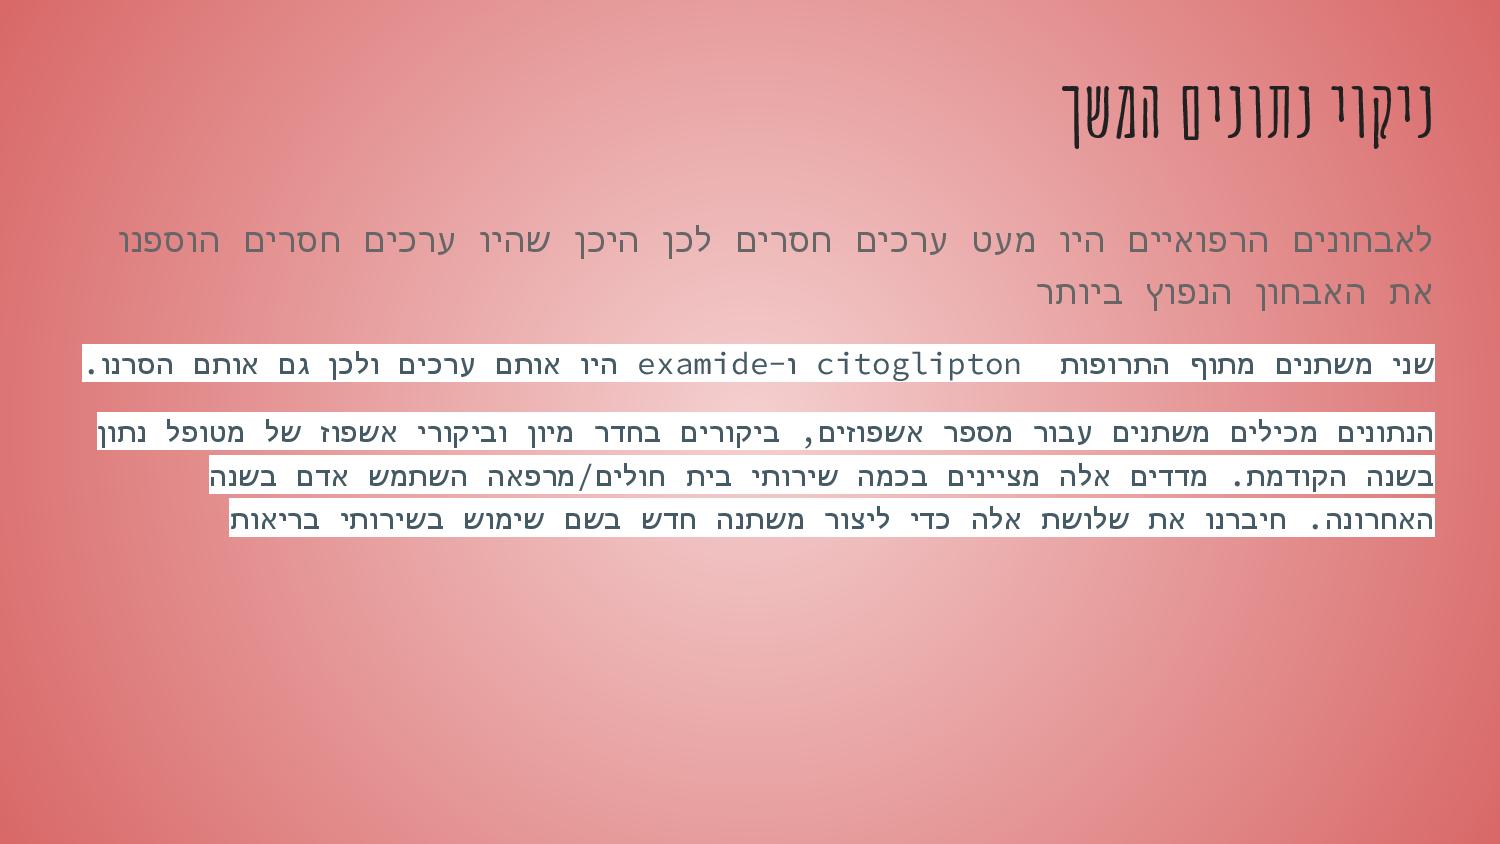 ניקוי נתונים המשך
לאבחונים הרפואיים היו מעט ערכים חסרים לכן היכן שהיו ערכים חסרים הוספנו
את האבחון הנפוץ ביותר
שני משתנים מתוף התרופות citoglipton ו-examide היו אותם ערכים ולכן גם אותם הסרנו.
הנתונים מכילים משתנים עבור מספר אשפוזים, ביקורים בחדר מיון וביקורי אשפוז של מטופל נתון
בשנה הקודמת. מדדים אלה מציינים בכמה שירותי בית חולים/מרפאה השתמש אדם בשנה
האחרונה. חיברנו את שלושת אלה כדי ליצור משתנה חדש בשם שימוש בשירותי בריאות